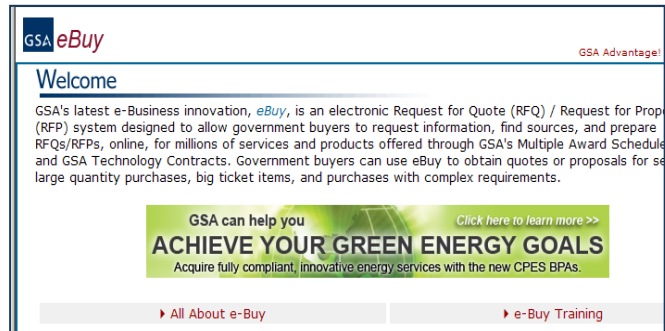 GSA eBuy
GSA Advantage!
Welcome
GSA's latest e-Business innovation, eBuy, is an electronic Request for Quote (RFQ) / Request for Prop
(RFP) system designed to allow government buyers to request information, find sources, and prepare
RFQs/RFPs, online, for millions of services and products offered through GSA's Multiple Award Schedule
and GSA Technology Contracts. Government buyers can use eBuy to obtain quotes or proposals for se
large quantity purchases, big ticket items, and purchases with complex requirements.
GSA can help you Click here to learn more >>
ACHIEVE YOUR GREEN ENERGY GOALS
Acquire fully compliant, innovative energy services with the new CPES BPAs.
All About e-Buy e-Buy Training